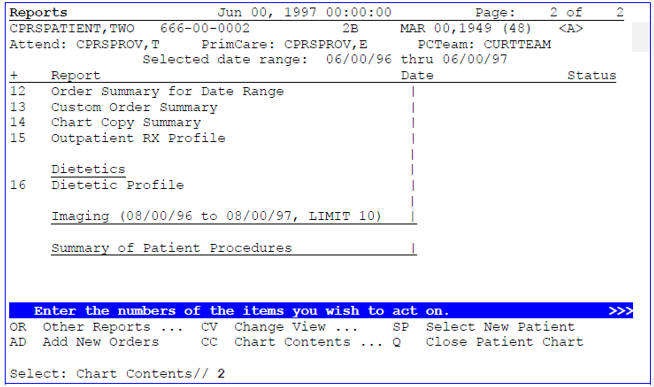 Reports Jun 00, 1997 00:00:00 Page: 2 of 2
CPRSPATIENT,TWO 666-00-0002 2B MAR 00,1949 (48) <A>
Attend: CPRSPROV,T PrimCare: CPRSPROV,E PCTeam: CURTTEAM
Selected date range: 06/00/96 thru 06/00/97
+ Report Date Status
12 Order Summary for Date Range |
13 Custom Order Summary |
14 Chart Copy Summary |
15 Outpatient RX Profile |
|
Dietetics |
16 Dietetic Profile |
|
Imaging (08/00/96 to 08/00/97, LIMIT 10) |
Summary of Patient Procedures |
Enter the numbers of the items you wish to act on. >>>
OR Other Reports ... CV Change View ... SP Select New Patient
AD Add New Orders CC Chart Contents ... Q Close Patient Chart
Select: Chart Contents// 2